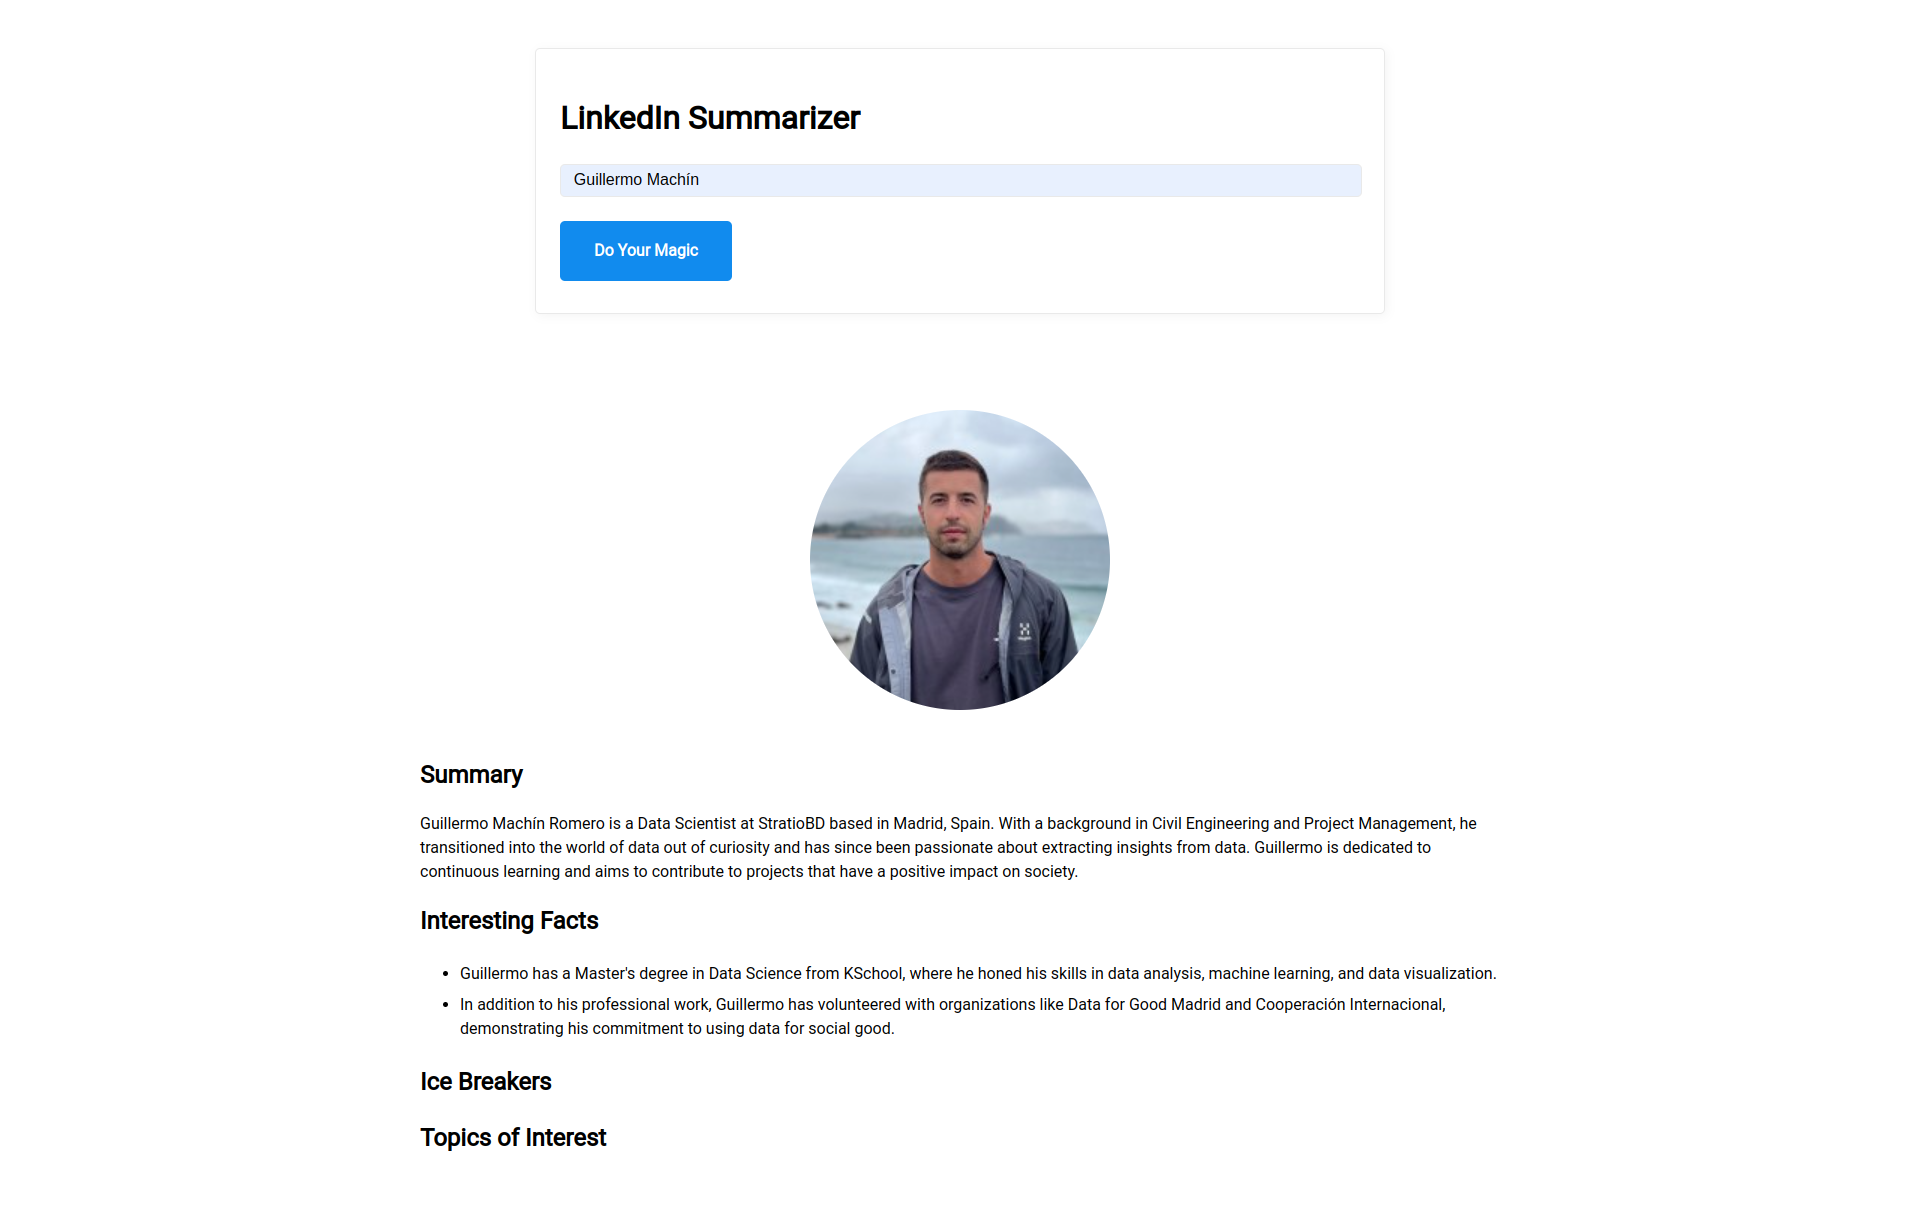 LinkedIn Summarizer
Guillermo Machín
Do Your Magic
Summary
Guillermo Machín Romero is a Data Scientist at StratioBD based in Madrid, Spain. With a background in Civil Engineering and Project Management, he
transitioned into the world of data out of curiosity and has since been passionate about extracting insights from data. Guillermo is dedicated to
continuous learning and aims to contribute to projects that have a positive impact on society.
Interesting Facts
• Guillermo has a Master's degree in Data Science from KSchool, where he honed his skills in data analysis, machine learning, and data visualization.
• In addition to his professional work, Guillermo has volunteered with organizations like Data for Good Madrid and Cooperación Internacional,
demonstrating his commitment to using data for social good.
Ice Breakers
Topics of Interest